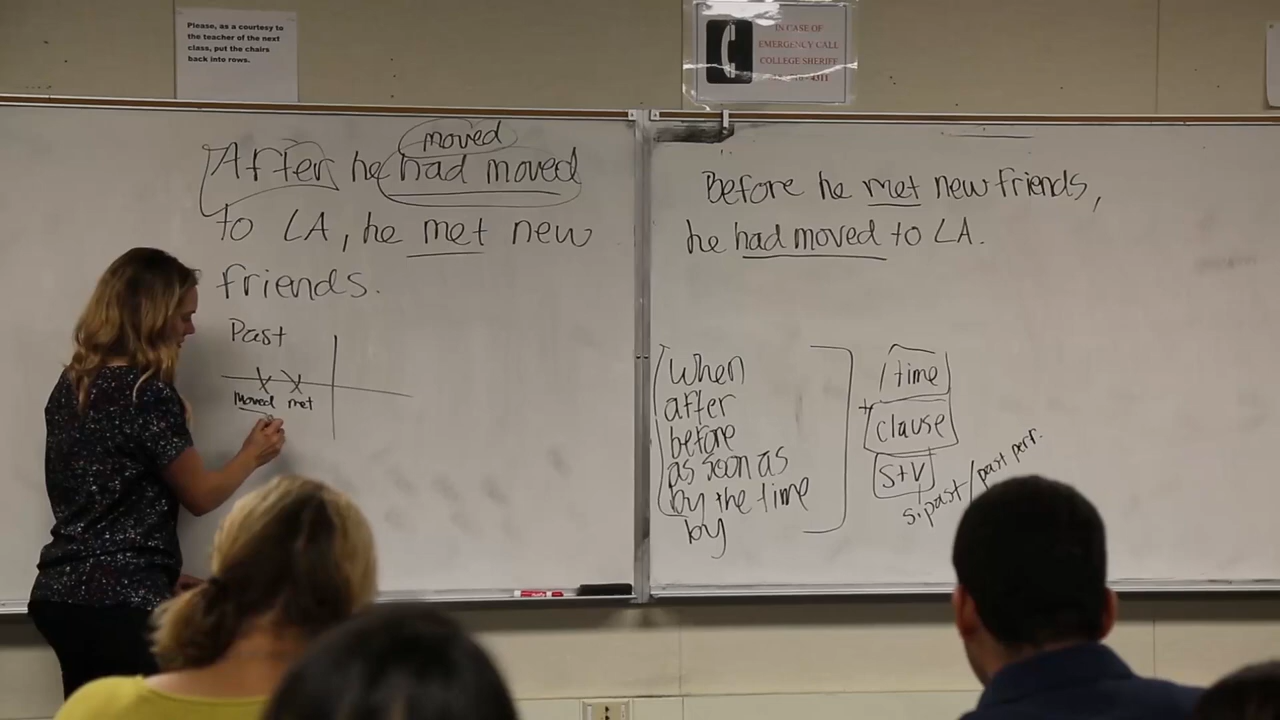 Please, as a courtesy to
the teacher of the next
class, put the chairs
back into rows.
IN CASE OF
EMERGENCY CALL
COLLEGE SHERIFF
4311
moved
After he had moved
to LA, he met new
friends.
Past
moved met
Before he met new friends,
he had moved to LA.
when
after
before
as soon as
by the time
by
time
+ clause
S+V
s. past/past perf.